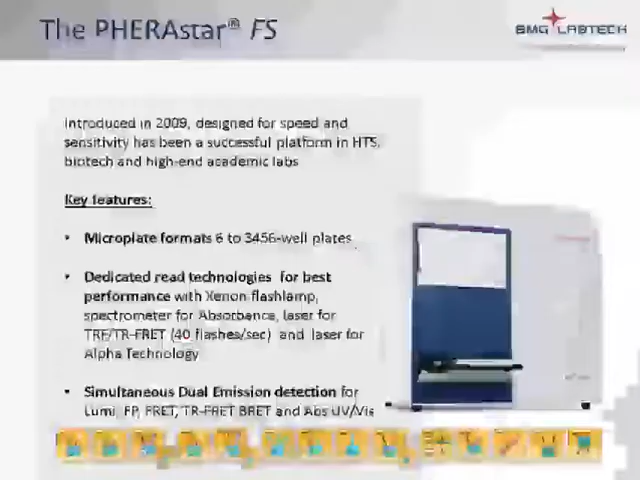 The PHERAstar® FS
BMG LABTECH
Introduced in 2009, designed for speed and
sensitivity has been a successful platform in HTS,
biotech and high-end academic labs
Key features:
• Microplate formats 6 to 3456-well plates
• Dedicated read technologies for best
performance with Xenon flashlamp,
spectrometer for Absorbance, laser for
TRF/TR-FRET (40 flashes/sec) and laser for
Alpha Technology
• Simultaneous Dual Emission detection for
Lumi, FP, FRET, TR-FRET BRET and Abs UV/Vis